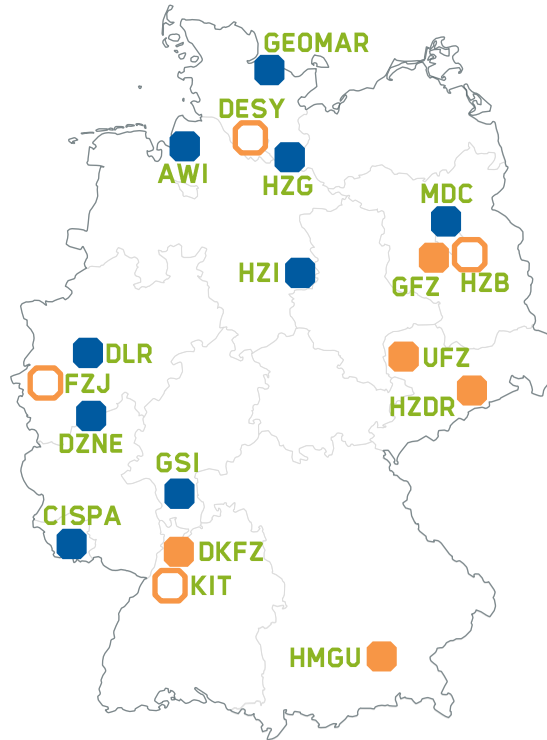 GEOMAR
DESY
AWI
HZG
MDC
HZI
GFZ
HZB
DLR
UFZ
FZJ
HZDR
DZNE
GSI
CISPA
DKFZ
KIT
HMGU